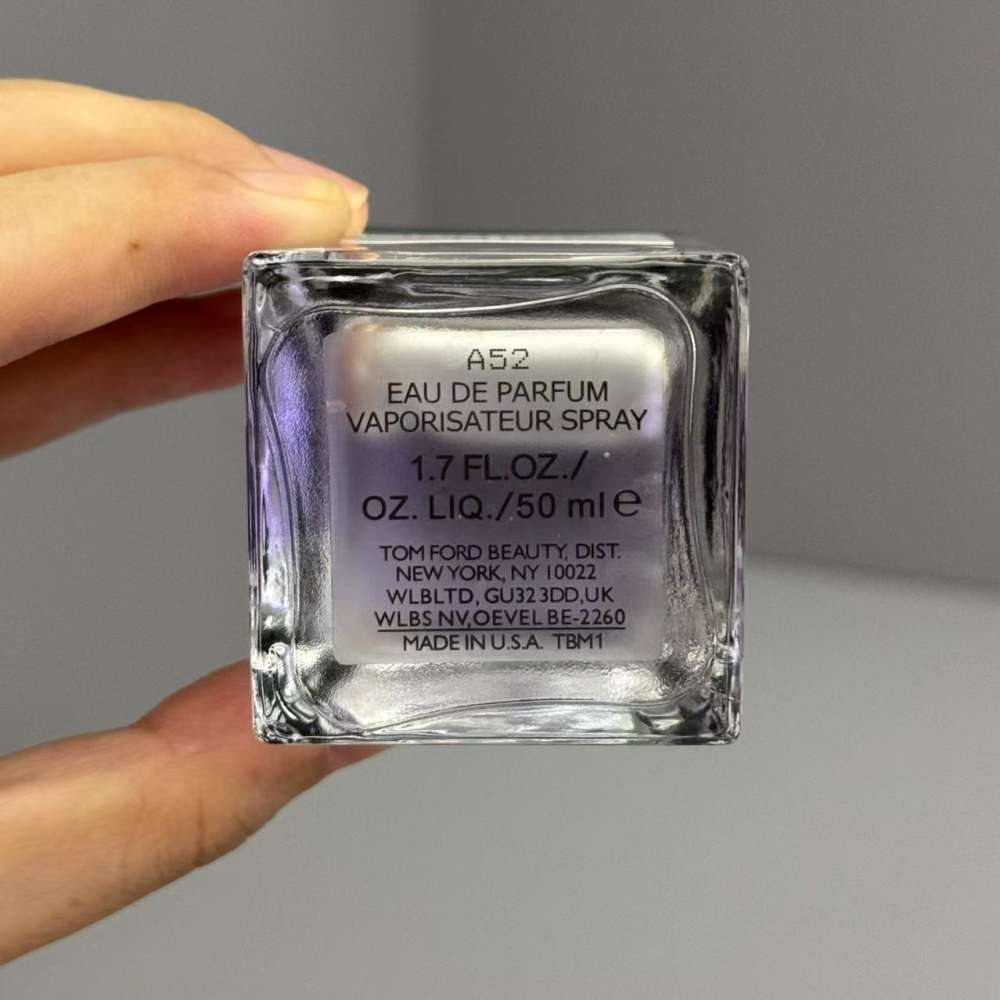 A52
EAU DE PARFUM
VAPORISATEUR SPRAY
1.7 FL.OZ./
OZ. LIQ./50 ml ℮
TOM FORD BEAUTY, DIST.
NEW YORK, NY 10022
WLBLTD, GU32 3DD,UK
WLBS NV,OEVEL BE-2260
MADE IN U.S.A. TBM1